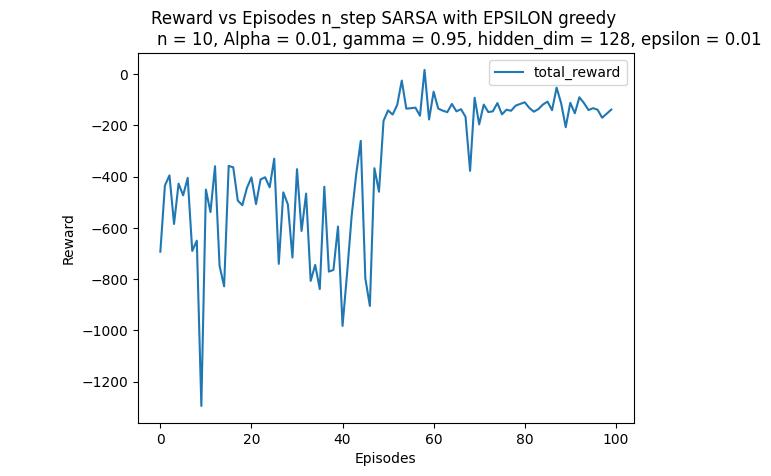 Reward vs Episodes n_step SARSA with EPSILON greedy
n = 10, Alpha = 0.01, gamma = 0.95, hidden_dim = 128, epsilon = 0.01
total_reward
0
−200
−400
−600
−800
−1000
−1200
Reward
0 20 40 60 80 100
Episodes